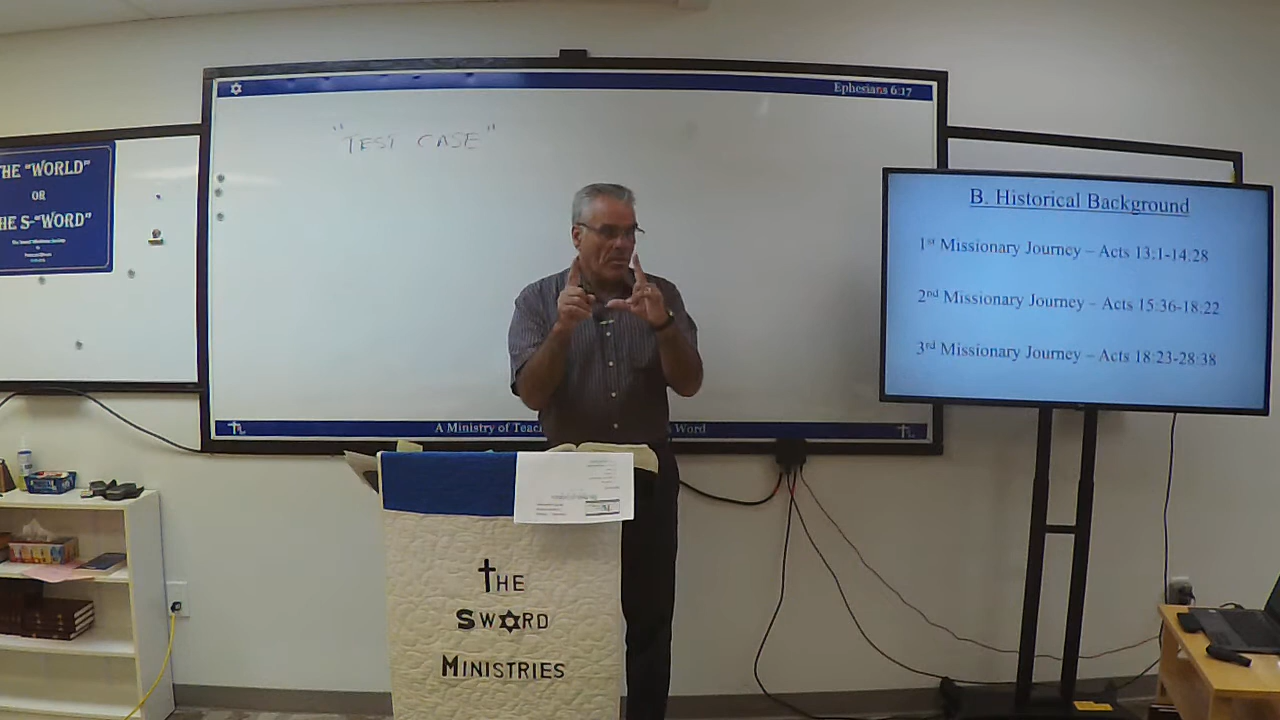 THE "WORLD"
OR
THE S-"WORD"
Ephesians 6:17
"TEST CASE"
B. Historical Background
1st Missionary Journey – Acts 13:1-14:28
2nd Missionary Journey – Acts 15:36-18:22
3rd Missionary Journey – Acts 18:23-28:38
A Ministry of Teac
Word
THE
SWORD
MINISTRIES